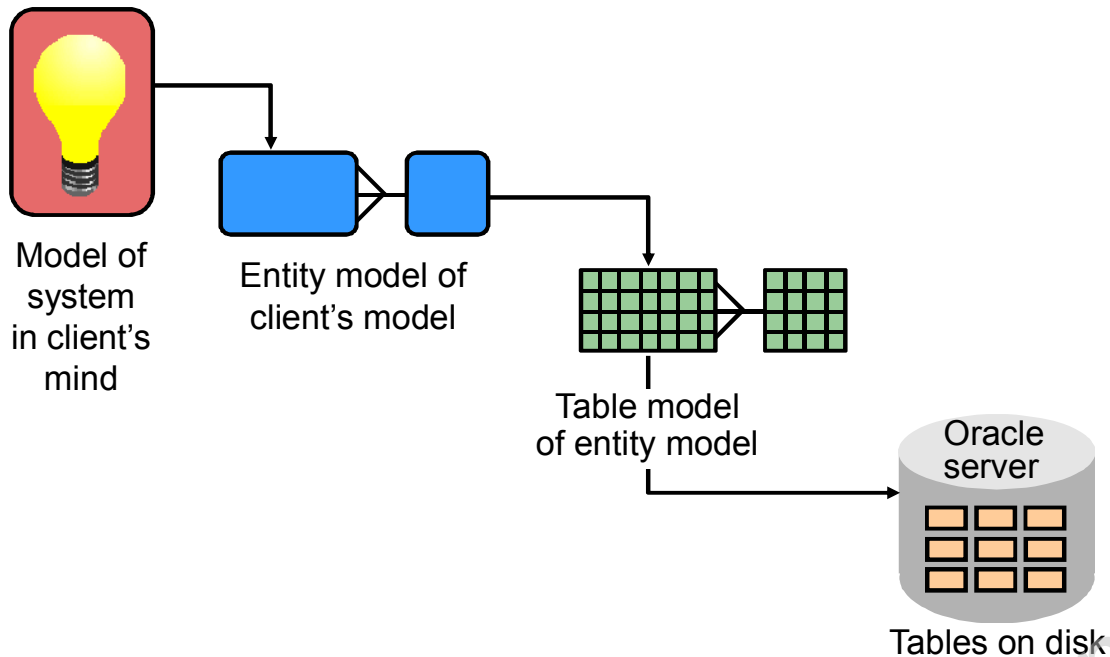 Model of
system
in client's
mind
Entity model of
client's model
Table model
of entity model
Oracle
server
Tables on disk